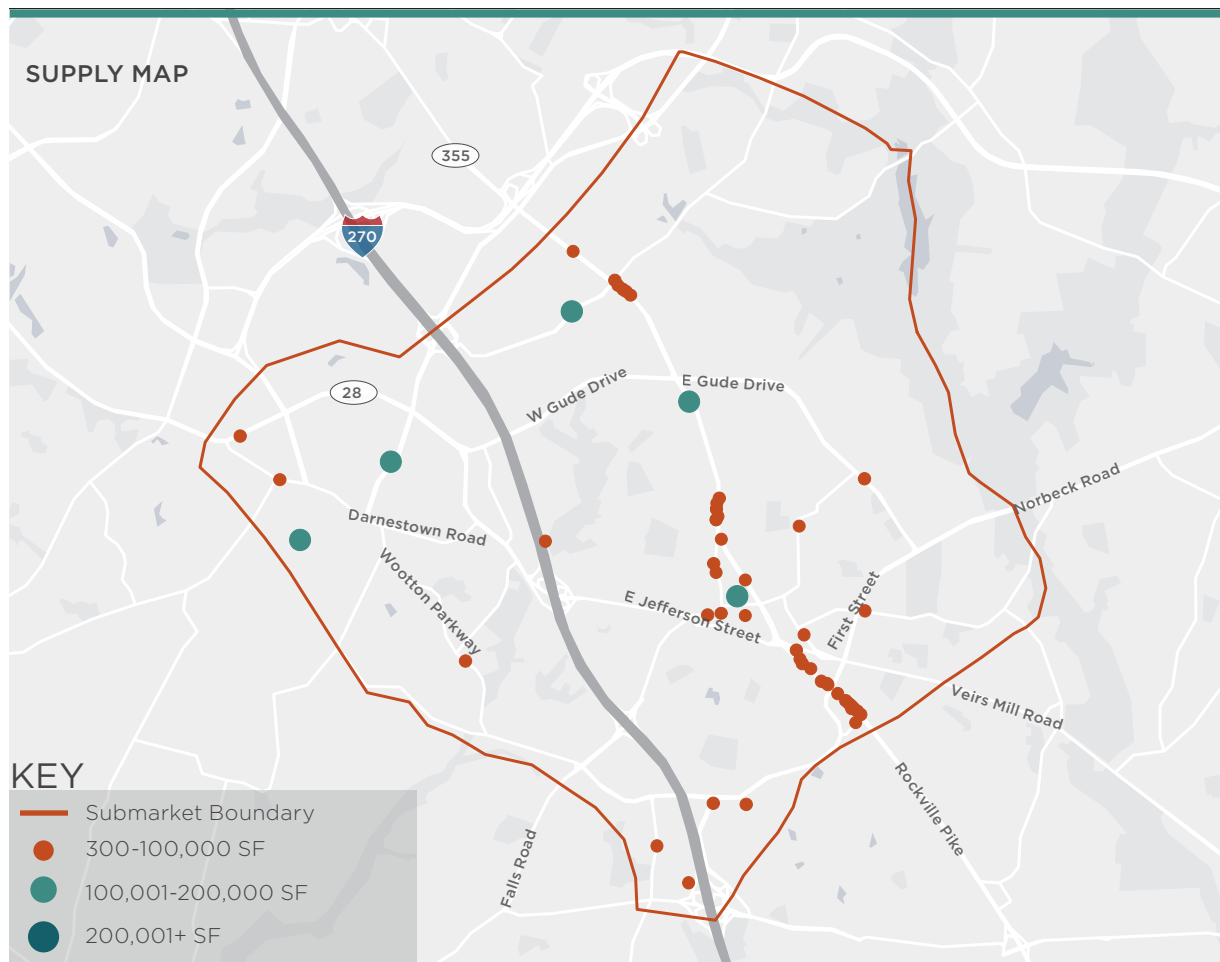 SUPPLY MAP
355
270
28
W Gude Drive
E Gude Drive
Norbeck Road
Darnestown Road
Wootton Parkway
E Jefferson Street
First Street
Veirs Mill Road
Rockville Pike
Falls Road
KEY
Submarket Boundary
300-100,000 SF
100,001-200,000 SF
200,001+ SF